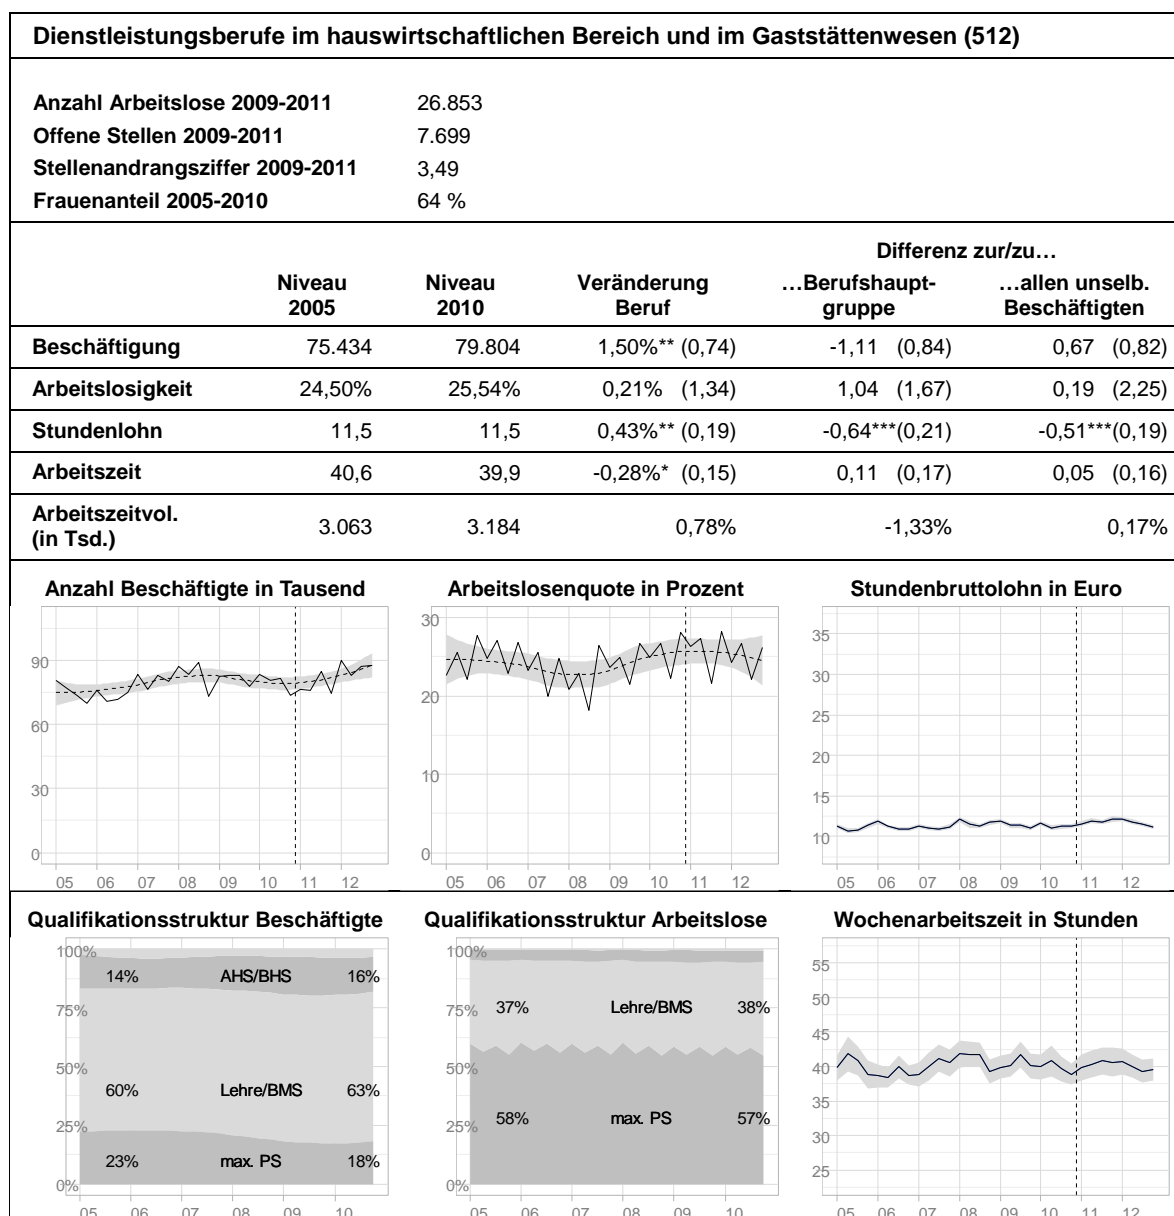 Dienstleistungsberufe im hauswirtschaftlichen Bereich und im Gaststättenwesen (512)
Anzahl Arbeitslose 2009-2011 26.853
Offene Stellen 2009-2011 7.699
Stellenandrangsziffer 2009-2011 3,49
Frauenanteil 2005-2010 64 %
Differenz zur/zu…
Niveau Niveau Veränderung …Berufshaupt- …allen unselb.
2005 2010 Beruf gruppe Beschäftigten
Beschäftigung 75.434 79.804 1,50%** (0,74) -1,11 (0,84) 0,67 (0,82)
Arbeitslosigkeit 24,50% 25,54% 0,21% (1,34) 1,04 (1,67) 0,19 (2,25)
Stundenlohn 11,5 11,5 0,43%** (0,19) -0,64***(0,21) -0,51***(0,19)
Arbeitszeit 40,6 39,9 -0,28%* (0,15) 0,11 (0,17) 0,05 (0,16)
Arbeitszeitvol.
(in Tsd.) 3.063 3.184 0,78% -1,33% 0,17%
Anzahl Beschäftigte in Tausend
90
60
30
0
05 06 07 08 09 10 11 12
Arbeitslosenquote in Prozent
30
20
10
0
05 06 07 08 09 10 11 12
Stundenbruttolohn in Euro
35
30
25
20
15
10
05 06 07 08 09 10 11 12
Qualifikationsstruktur Beschäftigte
100%
14% AHS/BHS 16%
75%
50%
60% Lehre/BMS 63%
25%
23% max. PS 18%
0%
05 06 07 08 09 10
Qualifikationsstruktur Arbeitslose
100%
75% 37% Lehre/BMS 38%
50%
58% max. PS 57%
25%
0%
05 06 07 08 09 10
Wochenarbeitszeit in Stunden
55
50
45
40
35
30
25
05 06 07 08 09 10 11 12